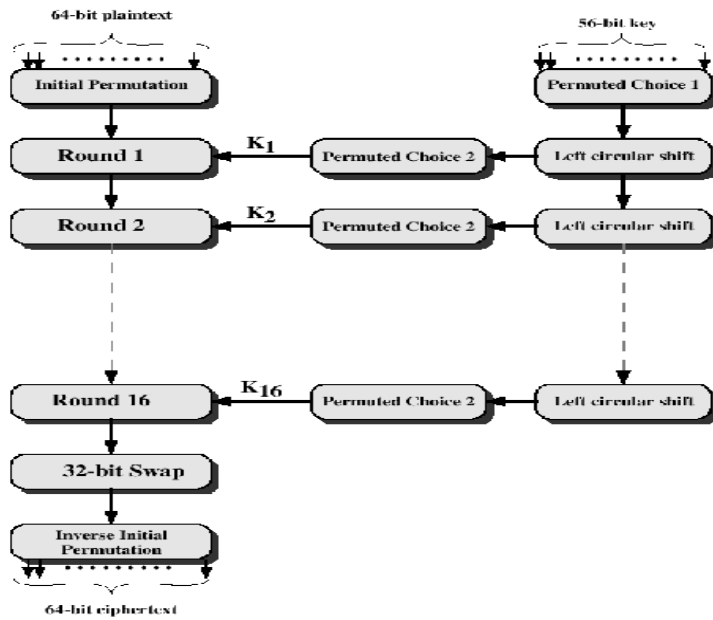 64-bit plaintext
56-bit key
Initial Permutation
Permuted Choice 1
Round 1
K1
Permuted Choice 2
Left circular shift
Round 2
K2
Permuted Choice 2
Left circular shift
Round 16
K16
Permuted Choice 2
Left circular shift
32-bit Swap
Inverse Initial
Permutation
64-bit ciphertext